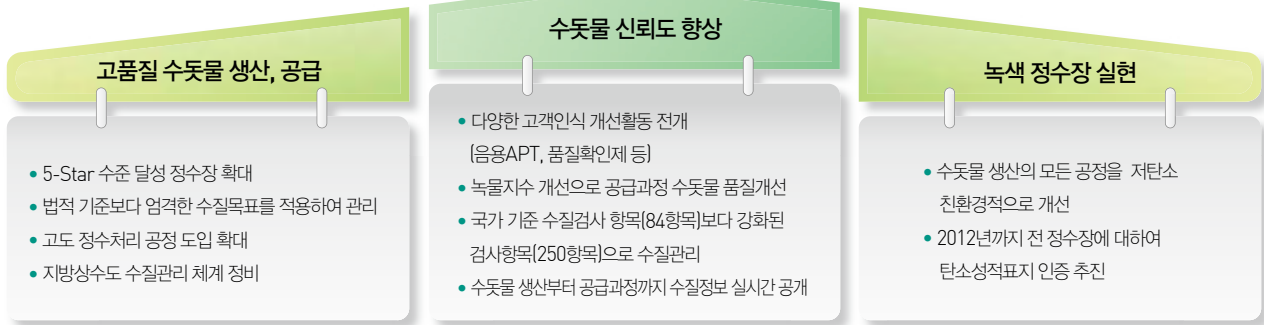 고품질 수돗물 생산, 공급
• 5-Star 수준 달성 정수장 확대
• 법적 기준보다 엄격한 수질목표를 적용하여 관리
• 고도 정수처리 공정 도입 확대
• 지방상수도 수질관리 체계 정비
수돗물 신뢰도 향상
• 다양한 고객인식 개선활동 전개
(음용APT, 품질확인제 등)
• 녹물지수 개선으로 공급과정 수돗물 품질개선
• 국가 기준 수질검사 항목(84항목)보다 강화된
검사항목(250항목)으로 수질관리
• 수돗물 생산부터 공급과정까지 수질정보 실시간 공개
녹색 정수장 실현
• 수돗물 생산의 모든 공정을 저탄소
친환경적으로 개선
• 2012년까지 전 정수장에 대하여
탄소성적표지 인증 추진